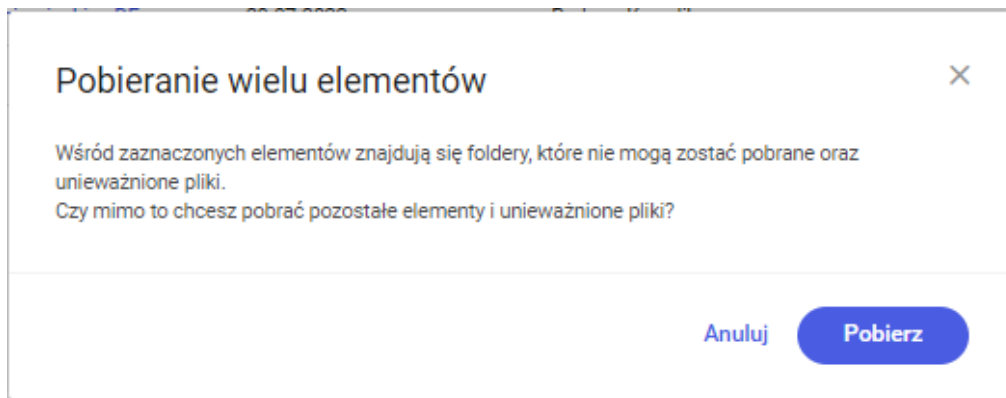 Pobieranie wielu elementów
Wśród zaznaczonych elementów znajdują się foldery, które nie mogą zostać pobrane oraz
unieważnione pliki.
Czy mimo to chcesz pobrać pozostałe elementy i unieważnione pliki?
Anuluj
Pobierz